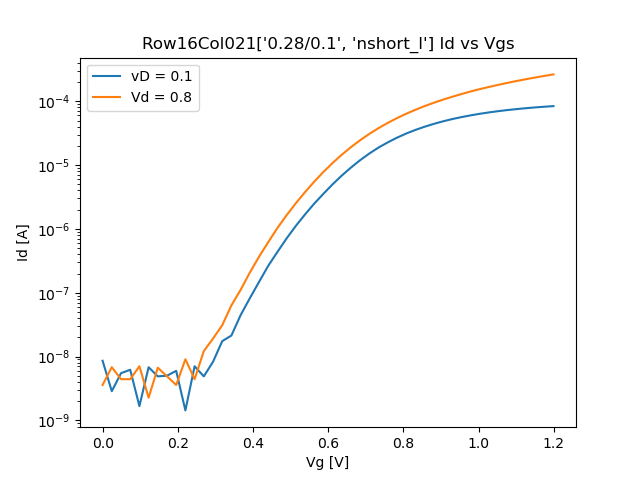 Row16Col021['0.28/0.1', 'nshort_l'] Id vs Vgs
vD = 0.1
Vd = 0.8
Id [A]
10⁻⁴
10⁻⁵
10⁻⁶
10⁻⁷
10⁻⁸
10⁻⁹
0.0 0.2 0.4 0.6 0.8 1.0 1.2
Vg [V]